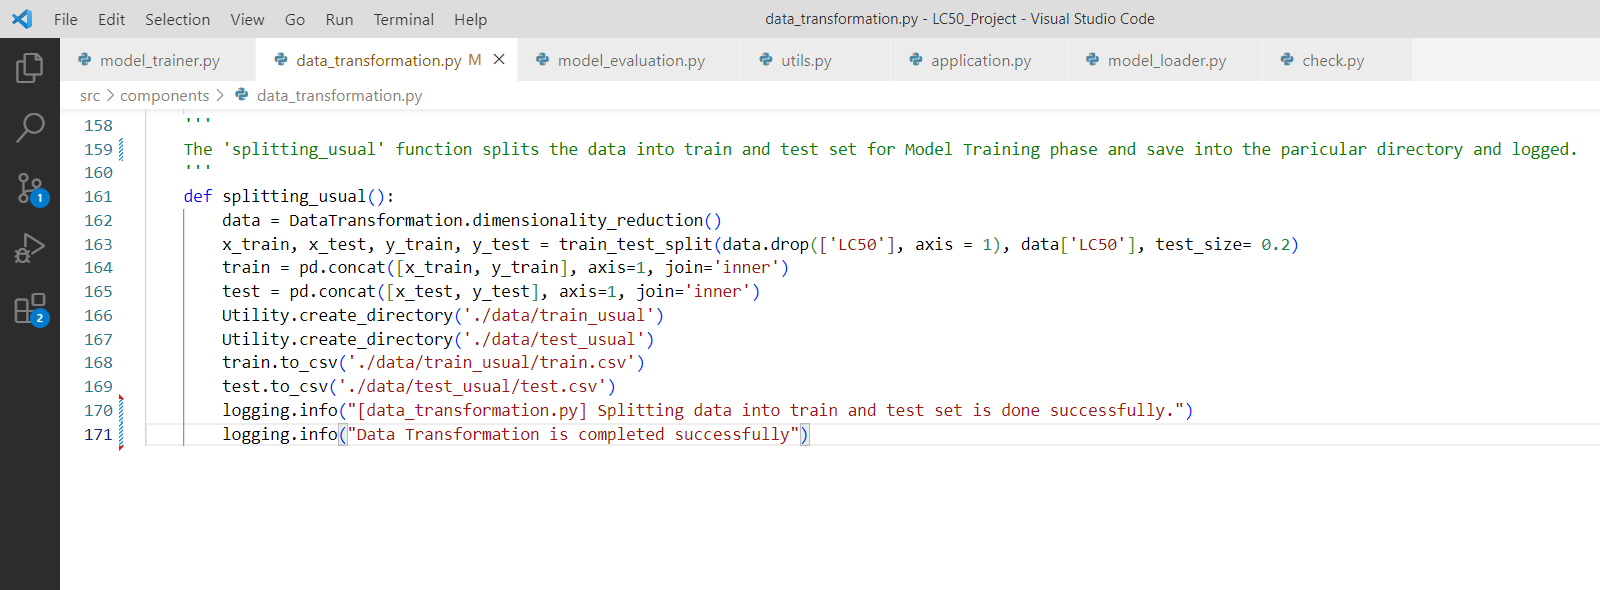 File Edit Selection View Go Run Terminal Help data_transformation.py - LC50_Project - Visual Studio Code
model_trainer.py data_transformation.py M model_evaluation.py utils.py application.py model_loader.py check.py
src > components > data_transformation.py
158 '''
159 The 'splitting_usual' function splits the data into train and test set for Model Training phase and save into the paricular directory and logged.
160 '''
161 def splitting_usual():
162 data = DataTransformation.dimensionality_reduction()
163 x_train, x_test, y_train, y_test = train_test_split(data.drop(['LC50'], axis = 1), data['LC50'], test_size= 0.2)
164 train = pd.concat([x_train, y_train], axis=1, join='inner')
165 test = pd.concat([x_test, y_test], axis=1, join='inner')
166 Utility.create_directory('./data/train_usual')
167 Utility.create_directory('./data/test_usual')
168 train.to_csv('./data/train_usual/train.csv')
169 test.to_csv('./data/test_usual/test.csv')
170 logging.info("[data_transformation.py] Splitting data into train and test set is done successfully.")
171 logging.info("Data Transformation is completed successfully")
1
2